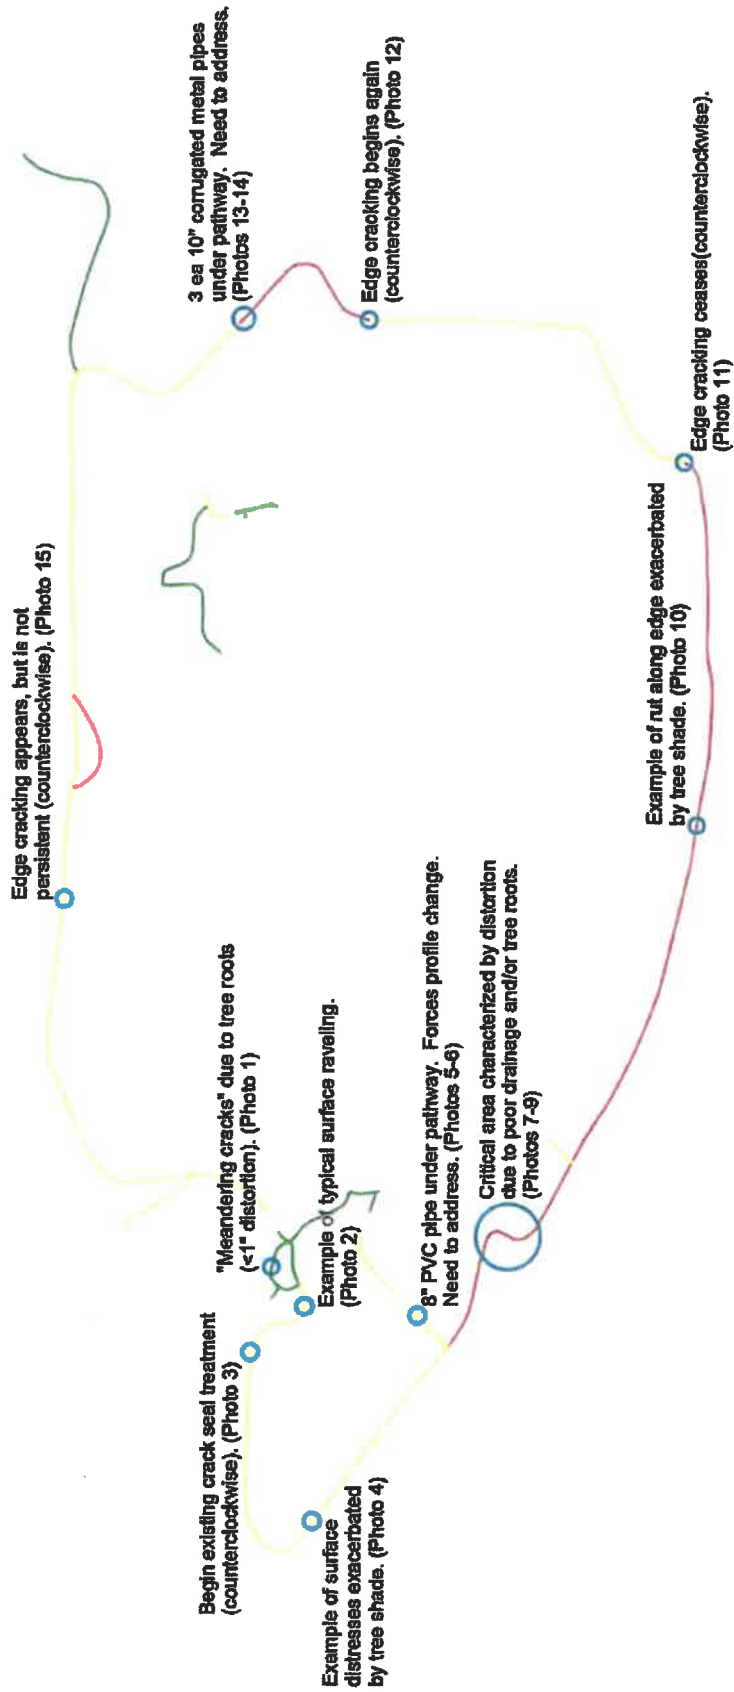 Edge cracking appears, but is not
persistent (counterclockwise). (Photo 15)
3 ea 10" corrugated metal pipes
under pathway.  Need to address.
(Photos 13-14)
Edge cracking begins again
(counterclockwise). (Photo 12)
Edge cracking ceases(counterclockwise).
(Photo 11)
Example of rut along edge exacerbated
by tree shade. (Photo 10)
Critical area characterized by distortion
due to poor drainage and/or tree roots.
(Photos 7-9)
8" PVC pipe under pathway.  Forces profile change.
Need to address. (Photos 5-6)
"Meandering cracks" due to tree roots
(<1" distortion). (Photo 1)
Example of typical surface raveling.
(Photo 2)
Begin existing crack seal treatment
(counterclockwise). (Photo 3)
Example of surface
distresses exacerbated
by tree shade. (Photo 4)